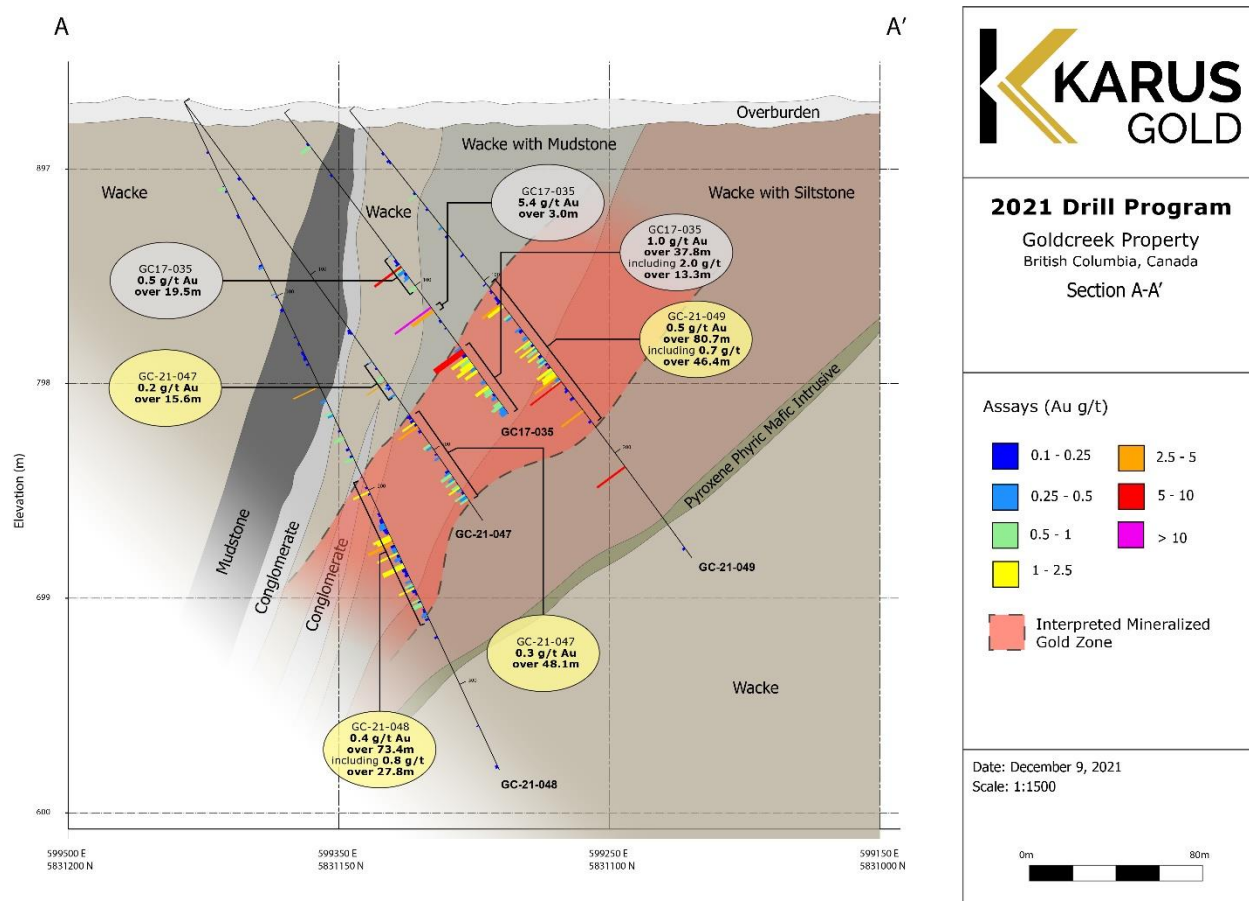 A
A'
Overburden
Wacke with Mudstone
897
Wacke
Wacke with Siltstone
Wacke
GC17-035
5.4 g/t Au
over 3.0m
GC17-035
1.0 g/t Au
over 37.8m
including 2.0 g/t
over 13.3m
GC17-035
0.5 g/t Au
over 19.5m
GC-21-049
0.5 g/t Au
over 80.7m
including 0.7 g/t
over 46.4m
798
GC-21-047
0.2 g/t Au
over 15.6m
Elevation (m)
GC17-035
Pyroxene Phyric Mafic Intrusive
GC-21-047
Mudstone
Conglomerate
Conglomerate
GC-21-049
699
GC-21-047
0.3 g/t Au
over 48.1m
Wacke
GC-21-048
0.4 g/t Au
over 73.4m
including 0.8 g/t
over 27.8m
GC-21-048
600
599500 E
5831200 N
599350 E
5831150 N
599250 E
5831100 N
599150 E
5831000 N
KARUS
GOLD
2021 Drill Program
Goldcreek Property
British Columbia, Canada
Section A-A'
Assays (Au g/t)
0.1 - 0.25
0.25 - 0.5
0.5 - 1
1 - 2.5
2.5 - 5
5 - 10
> 10
Interpreted Mineralized
Gold Zone
Date: December 9, 2021
Scale: 1:1500
0m
80m